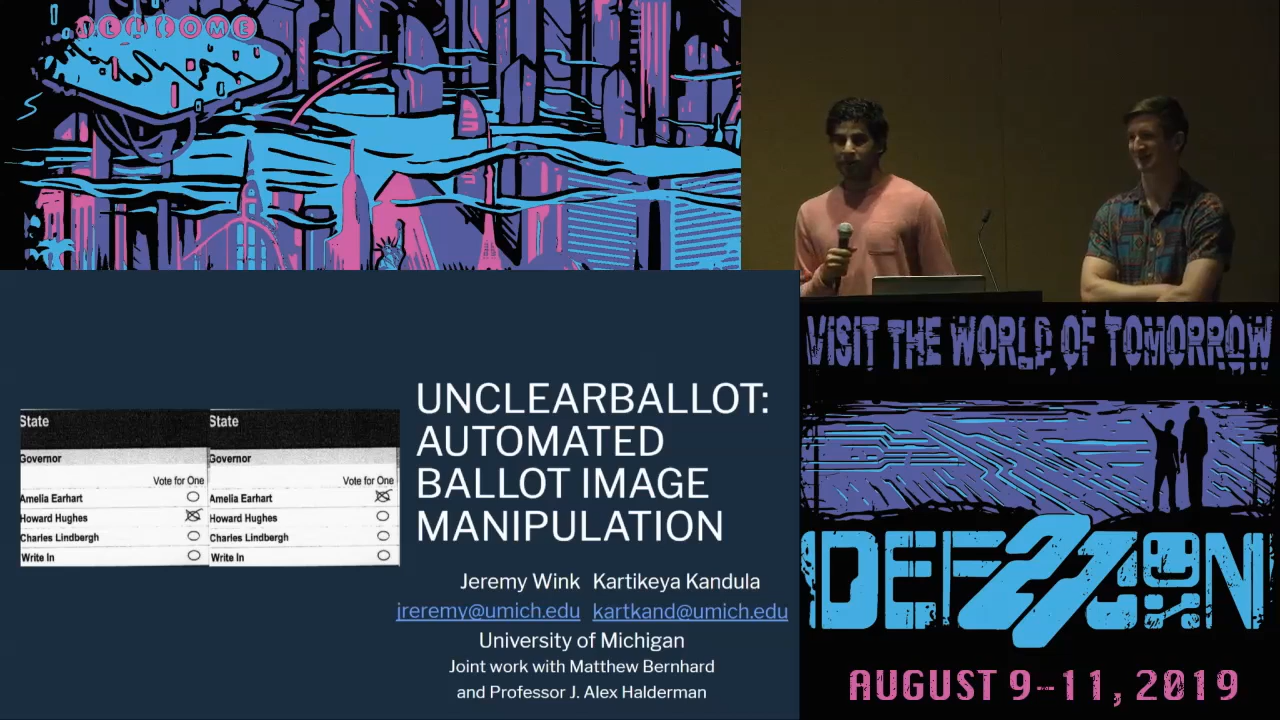 WELCOME
State
Governor
Vote for One
Amelia Earhart
Howard Hughes
Charles Lindbergh
Write In
State
Governor
Vote for One
Amelia Earhart
Howard Hughes
Charles Lindbergh
Write In
UNCLEARBALLOT:
AUTOMATED
BALLOT IMAGE
MANIPULATION
Jeremy Wink Kartikeya Kandula
jreremy@umich.edu kartkand@umich.edu
University of Michigan
Joint work with Matthew Bernhard
and Professor J. Alex Halderman
VISIT THE WORLD OF TOMORROW
DEF 27 CON
AUGUST 9-11, 2019